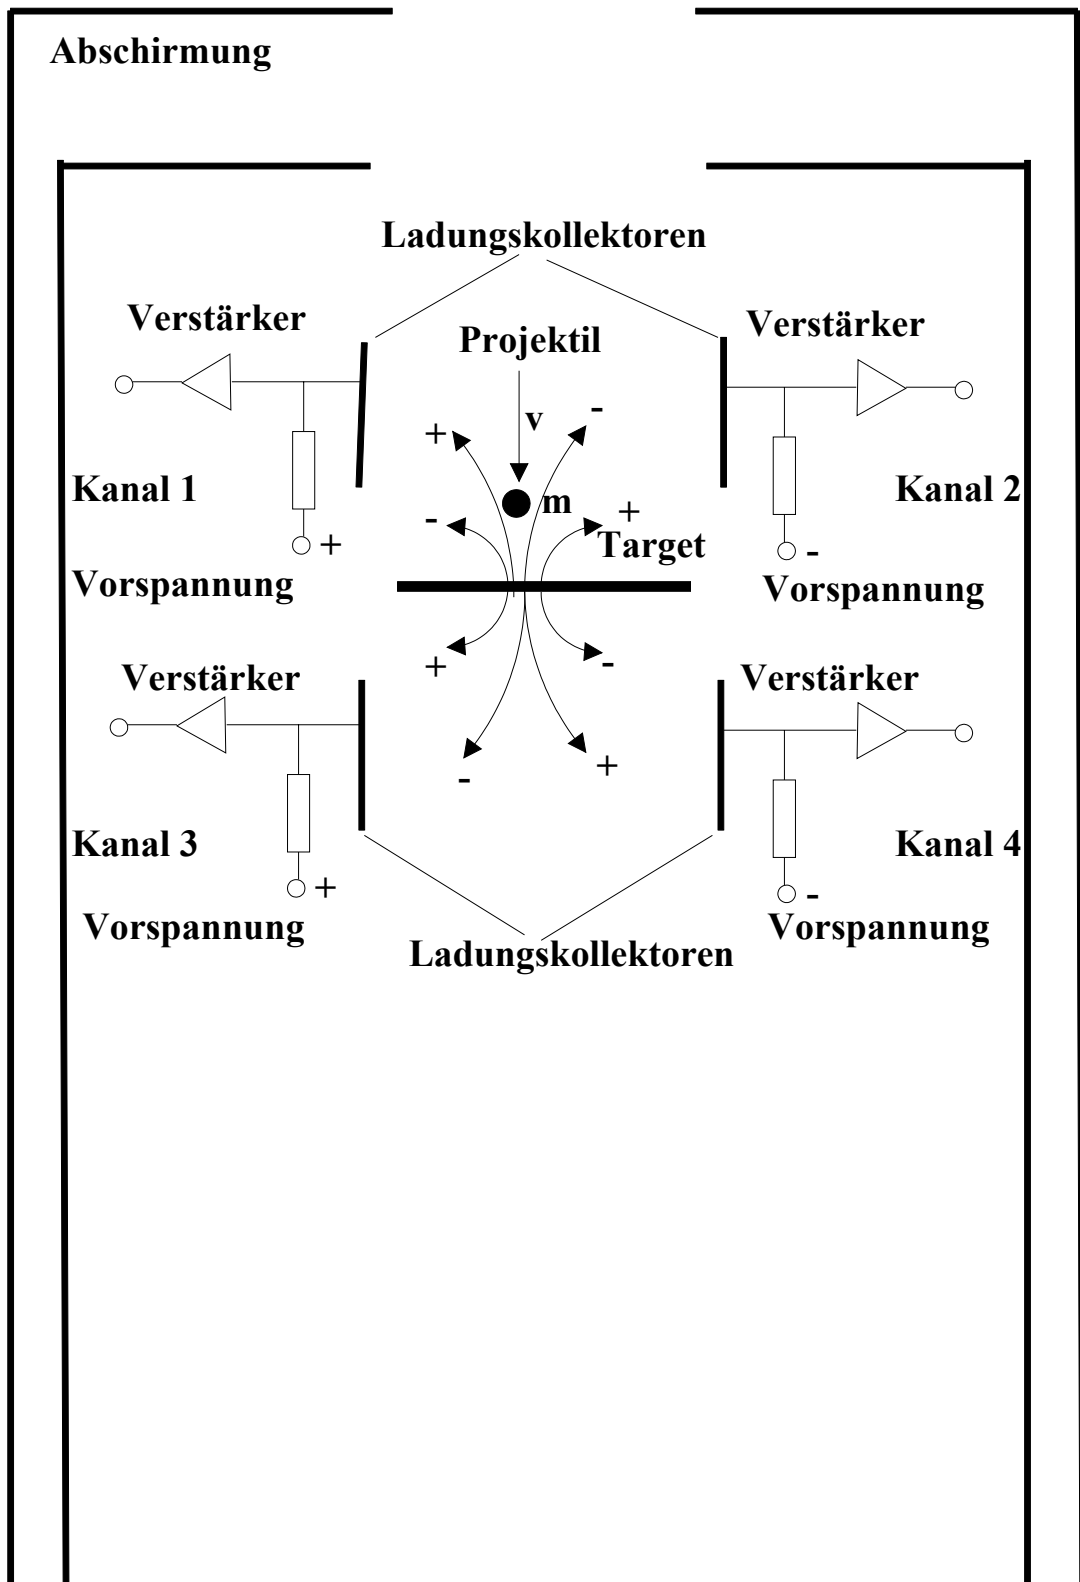 Abschirmung
Ladungskollektoren
Verstärker
Verstärker
Projektil
v
-
+
Kanal 1
m
Kanal 2
-
+
+
Target
-
Vorspannung
Vorspannung
+
-
Verstärker
Verstärker
-
+
Kanal 3
Kanal 4
+
-
Vorspannung
Vorspannung
Ladungskollektoren